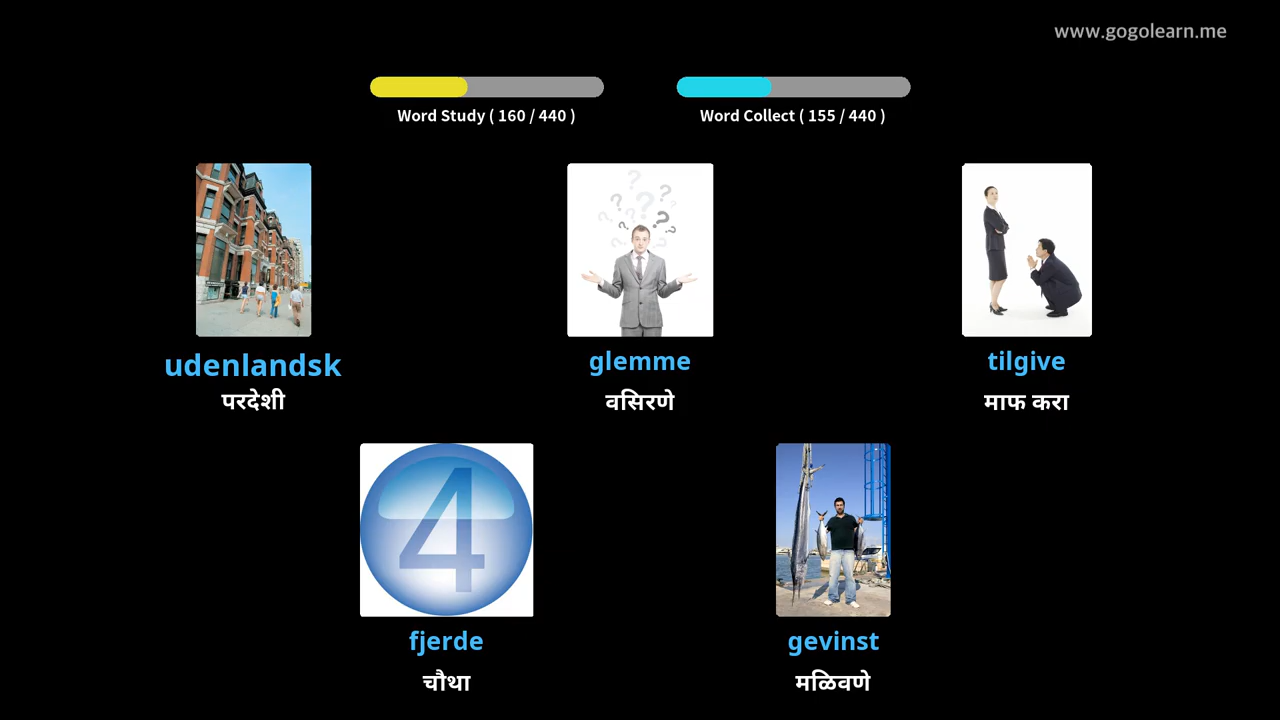 www.gogolearn.me
Word Study ( 160 / 440 )
Word Collect ( 155 / 440 )
udenlandsk
परदेशी
glemme
वसिरणे
tilgive
माफ करा
4
fjerde
चौथा
gevinst
मळिवणे